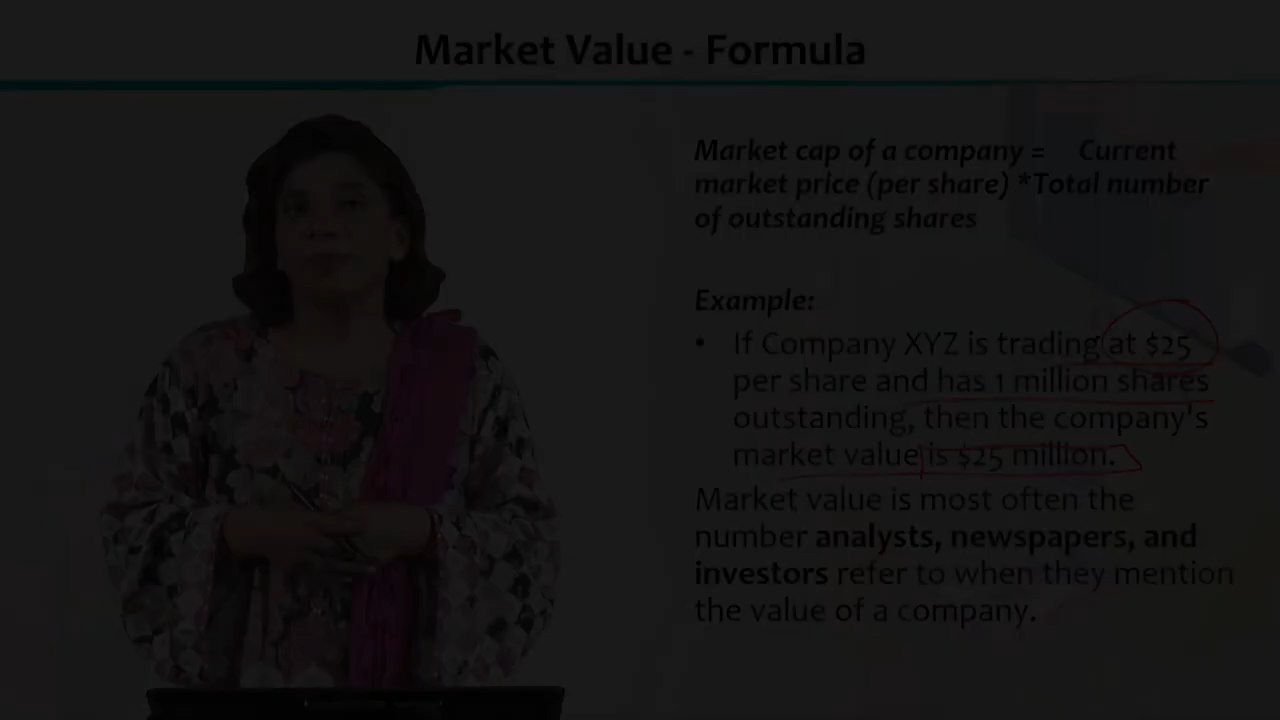 Market Value - Formula
Market cap of a company = Current
market price (per share) *Total number
of outstanding shares
Example:
• If Company XYZ is trading at $25
per share and has 1 million shares
outstanding, then the company's
market value is $25 million.
Market value is most often the
number analysts, newspapers, and
investors refer to when they mention
the value of a company.